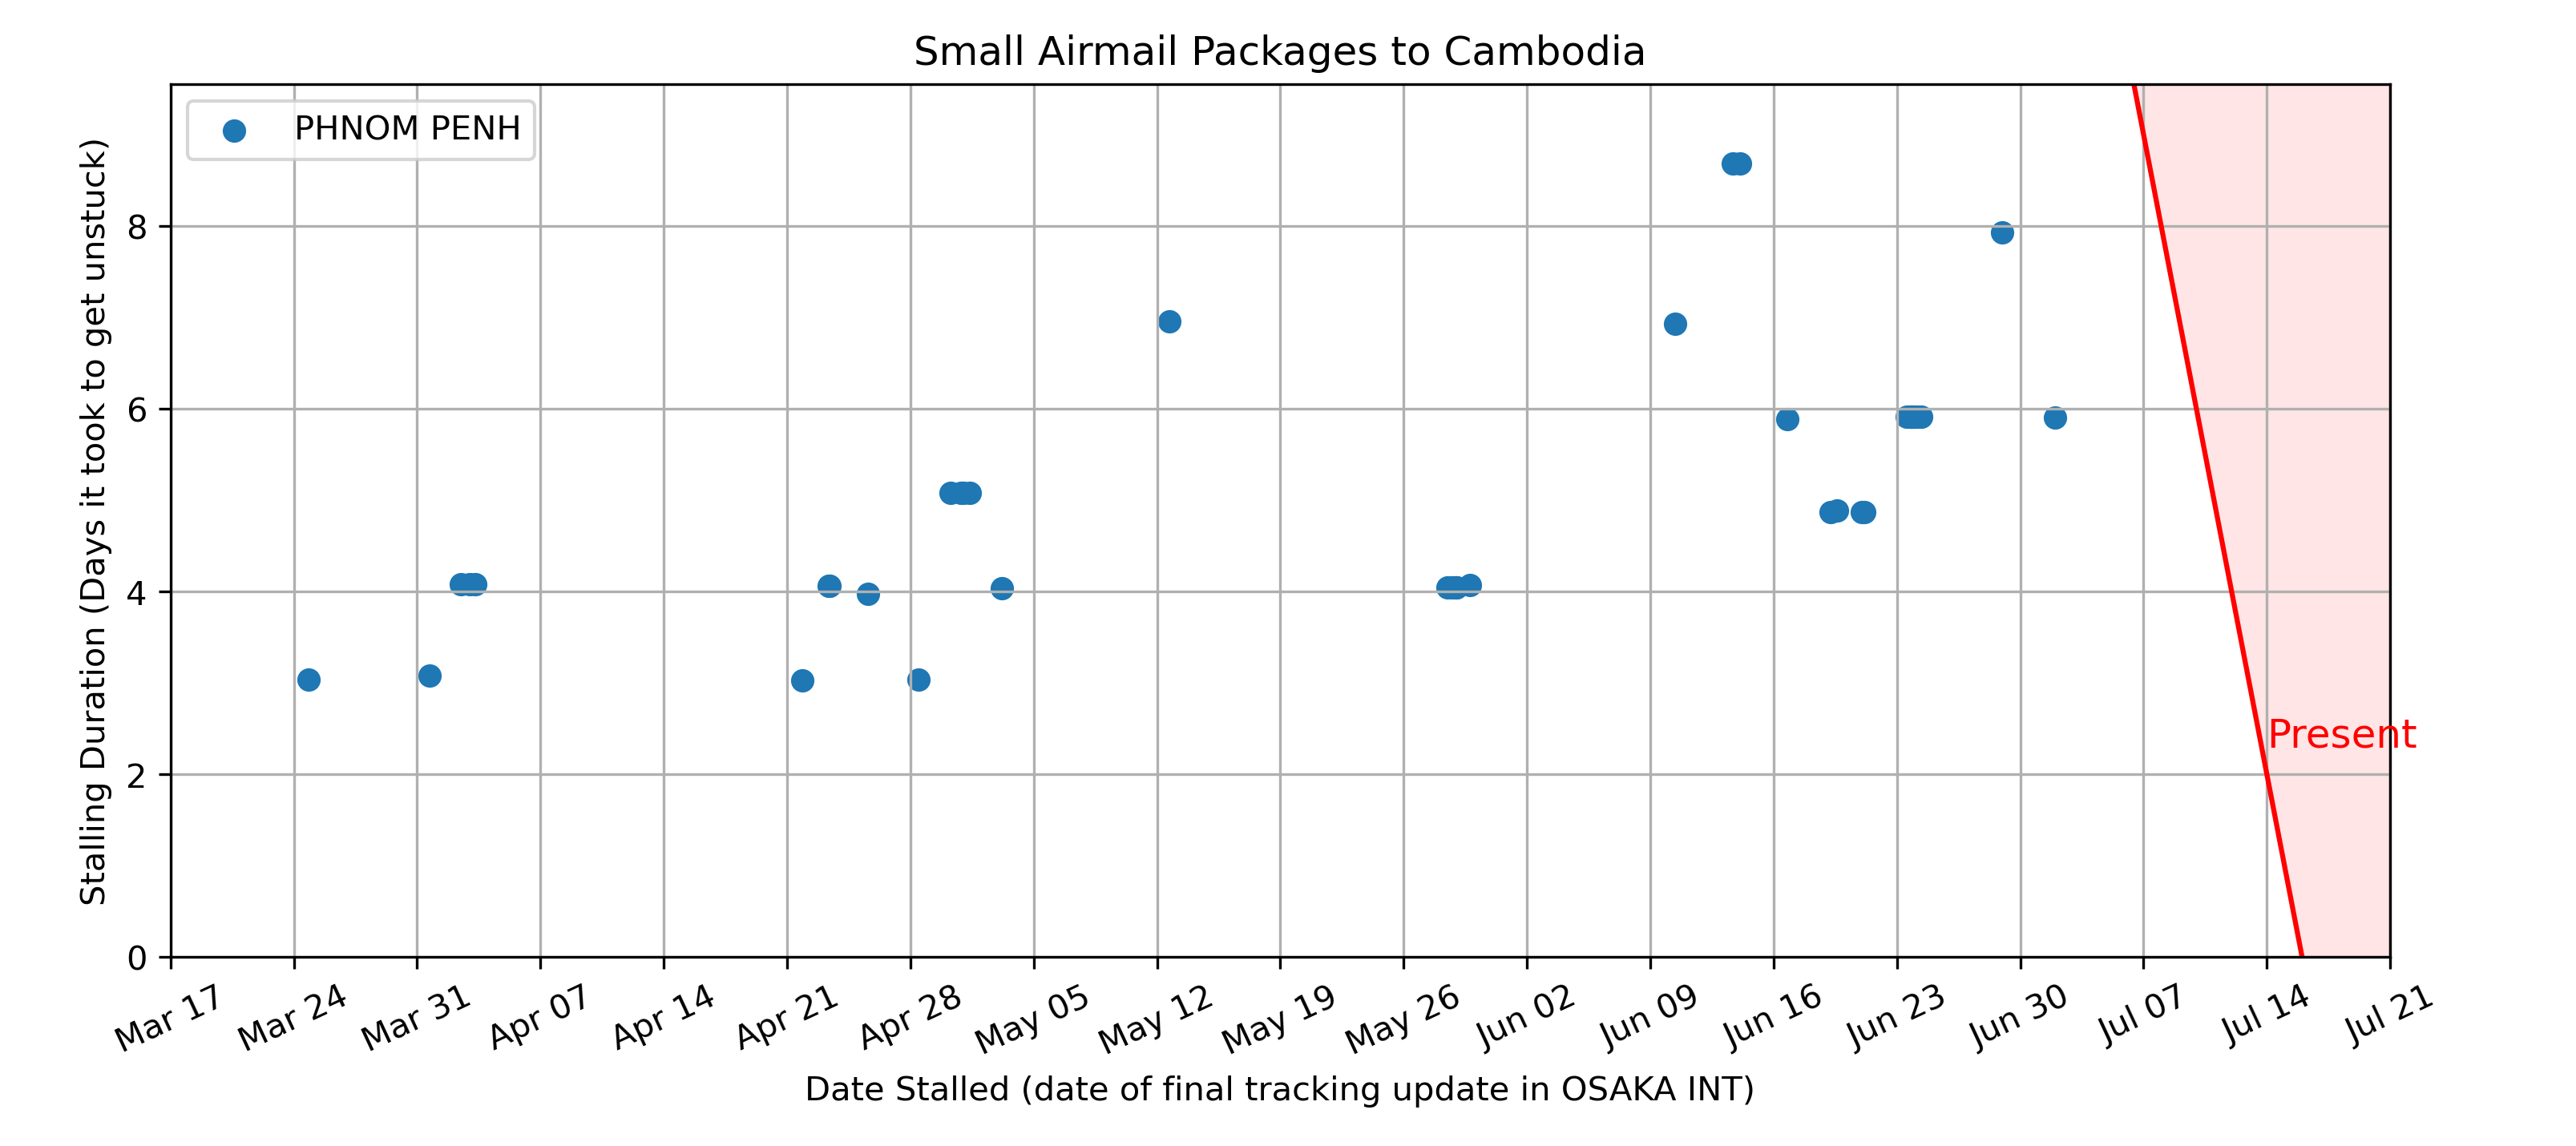 Small Airmail Packages to Cambodia
PHNOM PENH
Stalling Duration (Days it took to get unstuck)
8
6
4
2
0
Present
Mar 17
Mar 24
Mar 31
Apr 07
Apr 14
Apr 21
Apr 28
May 05
May 12
May 19
May 26
Jun 02
Jun 09
Jun 16
Jun 23
Jun 30
Jul 07
Jul 14
Jul 21
Date Stalled (date of final tracking update in OSAKA INT)